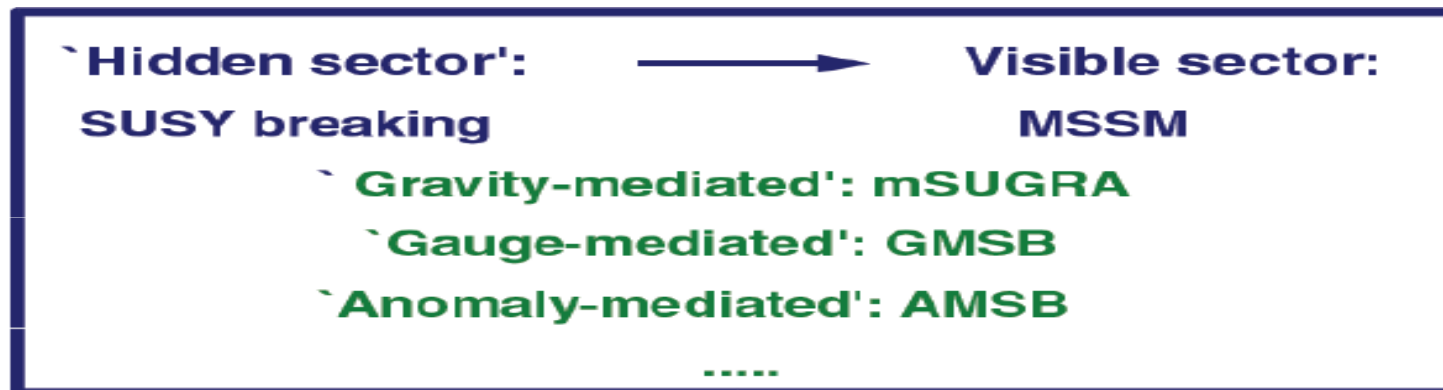 `Hidden sector': Visible sector:
SUSY breaking MSSM
` Gravity-mediated': mSUGRA
`Gauge-mediated': GMSB
`Anomaly-mediated': AMSB
.....